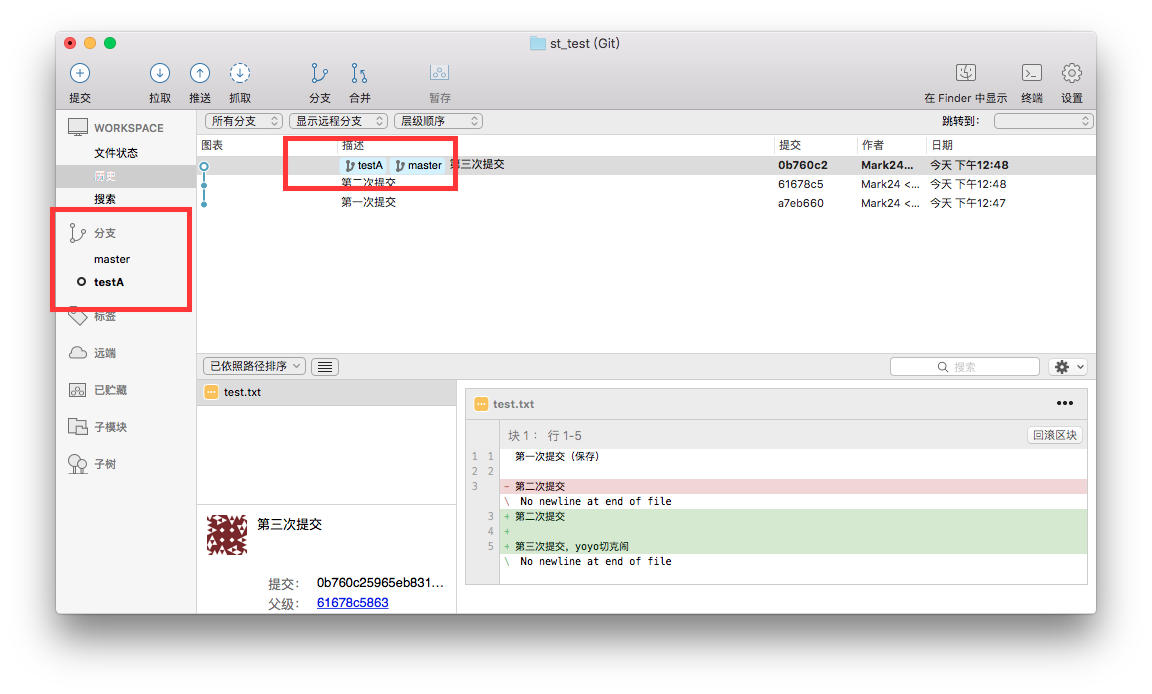 st_test (Git)
提交 拉取 推送 抓取 分支 合并 暂存 在 Finder 中显示 终端 设置
所有分支 显示远程分支 层级顺序 跳转到：
WORKSPACE
文件状态
历史
搜索
分支
master
testA
标签
远端
已贮藏
子模块
子树
图表 描述 提交 作者 日期
testA master 第三次提交 0b760c2 Mark24... 今天 下午12:48
第二次提交 61678c5 Mark24 <... 今天 下午12:48
第一次提交 a7eb660 Mark24 <... 今天 下午12:47
已依照路径排序 搜索
test.txt
第三次提交
提交： 0b760c25965eb831...
父级： 61678c5863
test.txt
块 1： 行 1-5 回滚区块
1 1 第一次提交（保存）
2 2
3 - 第二次提交
\ No newline at end of file
3 + 第二次提交
4 +
5 + 第三次提交，yoyo切克闹
\ No newline at end of file